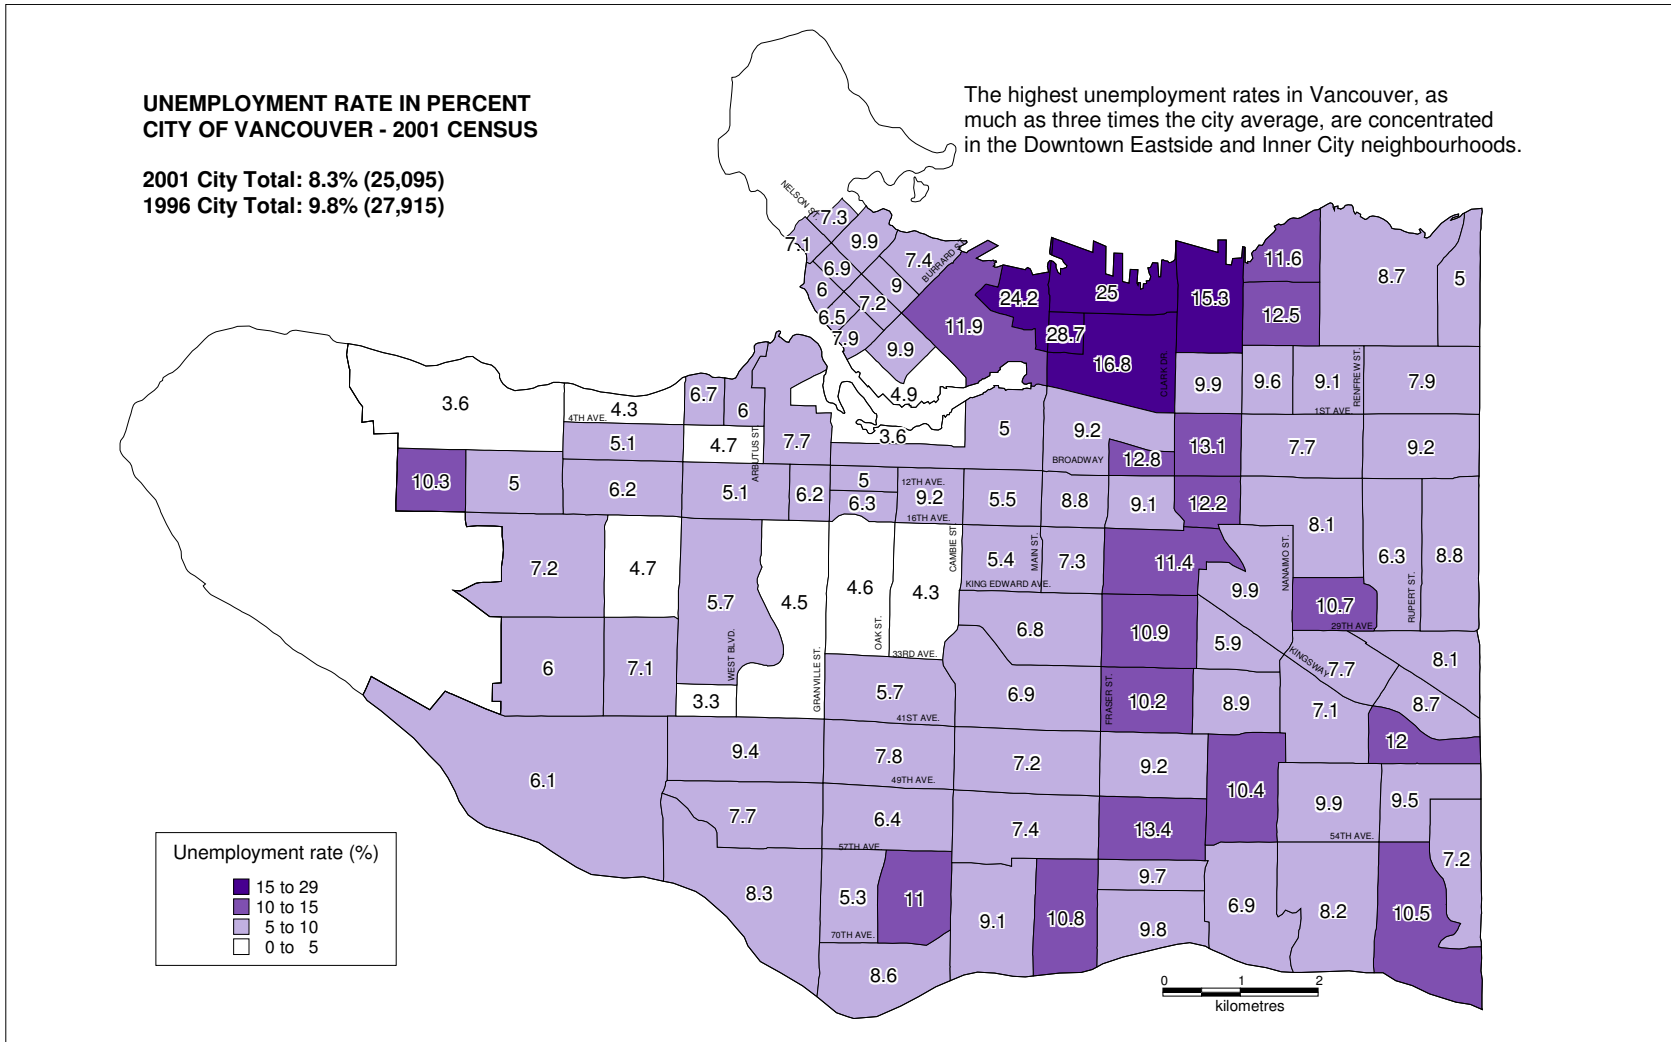 UNEMPLOYMENT RATE IN PERCENT
CITY OF VANCOUVER - 2001 CENSUS
2001 City Total: 8.3% (25,095)
1996 City Total: 9.8% (27,915)
The highest unemployment rates in Vancouver, as
much as three times the city average, are concentrated
in the Downtown Eastside and Inner City neighbourhoods.
NELSON ST.
7.3
7.1
9.9
7.4
BURRARD ST.
6.9
9
6
7.2
6.5
7.9
9.9
11.9
4.9
24.2
25
28.7
16.8
CLARK DR.
15.3
11.6
12.5
8.7
5
9.9
9.6
9.1
RENFREW ST.
7.9
1ST AVE.
3.6
4.3
4TH AVE.
6.7
6
5.1
4.7
ARBUTUS ST.
7.7
3.6
5
9.2
BROADWAY
12.8
13.1
7.7
9.2
10.3
5
6.2
5.1
6.2
5
6.3
12TH AVE.
9.2
16TH AVE.
5.5
8.8
9.1
12.2
8.1
6.3
8.8
7.2
4.7
5.7
4.5
4.6
4.3
CAMBIE ST.
5.4
MAIN ST.
7.3
KING EDWARD AVE.
11.4
9.9
NANAIMO ST.
10.7
29TH AVE.
RUPERT ST.
6
7.1
WEST BLVD.
3.3
GRANVILLE ST.
OAK ST.
33RD AVE.
6.8
10.9
5.9
KINGSWAY
7.7
8.1
5.7
41ST AVE.
6.9
FRASER ST.
10.2
8.9
7.1
8.7
12
6.1
9.4
7.8
49TH AVE.
7.2
9.2
10.4
9.9
54TH AVE.
9.5
7.7
6.4
57TH AVE.
7.4
13.4
7.2
8.3
5.3
70TH AVE.
11
9.1
10.8
9.7
9.8
6.9
8.2
10.5
8.6
Unemployment rate (%)
15 to 29
10 to 15
5 to 10
0 to 5
0 1 2
kilometres